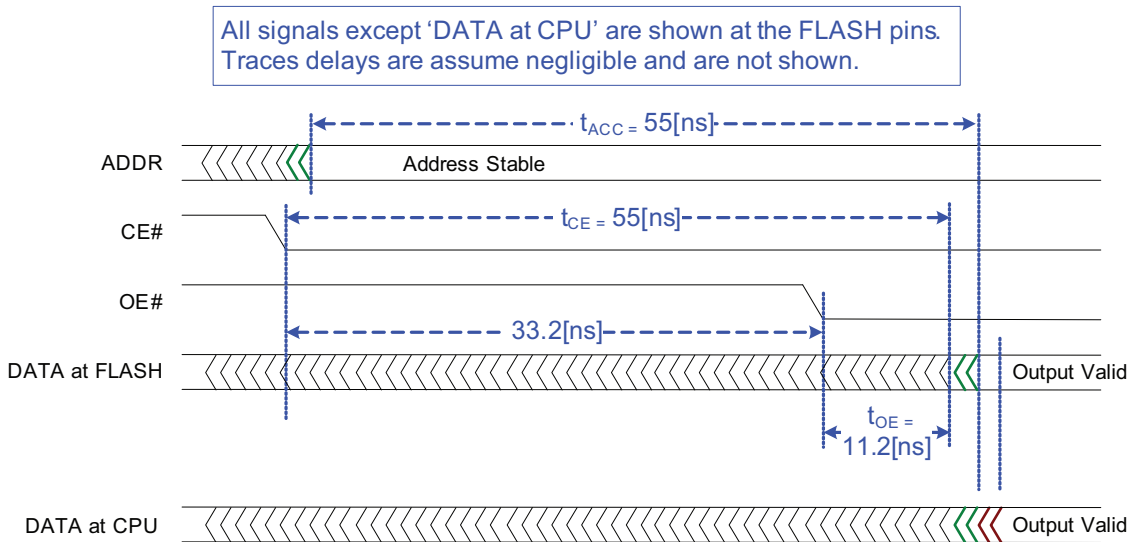 All signals except ‘DATA at CPU’ are shown at the FLASH pins.
Traces delays are assume negligible and are not shown.
tACC = 55[ns]
ADDR
Address Stable
tCE = 55[ns]
CE#
OE#
33.2[ns]
DATA at FLASH
Output Valid
tOE =
11.2[ns]
DATA at CPU
Output Valid